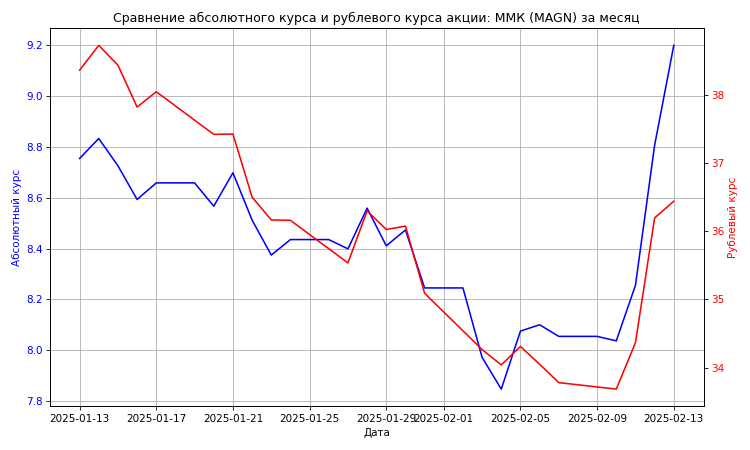 Сравнение абсолютного курса и рублевого курса акции: ММК (MAGN) за месяц
9.2
9.0
8.8
8.6
8.4
8.2
8.0
7.8
Абсолютный курс
38
37
36
35
34
Рублевый курс
2025-01-13 2025-01-17 2025-01-21 2025-01-25 2025-01-29 2025-02-01 2025-02-05 2025-02-09 2025-02-13
Дата